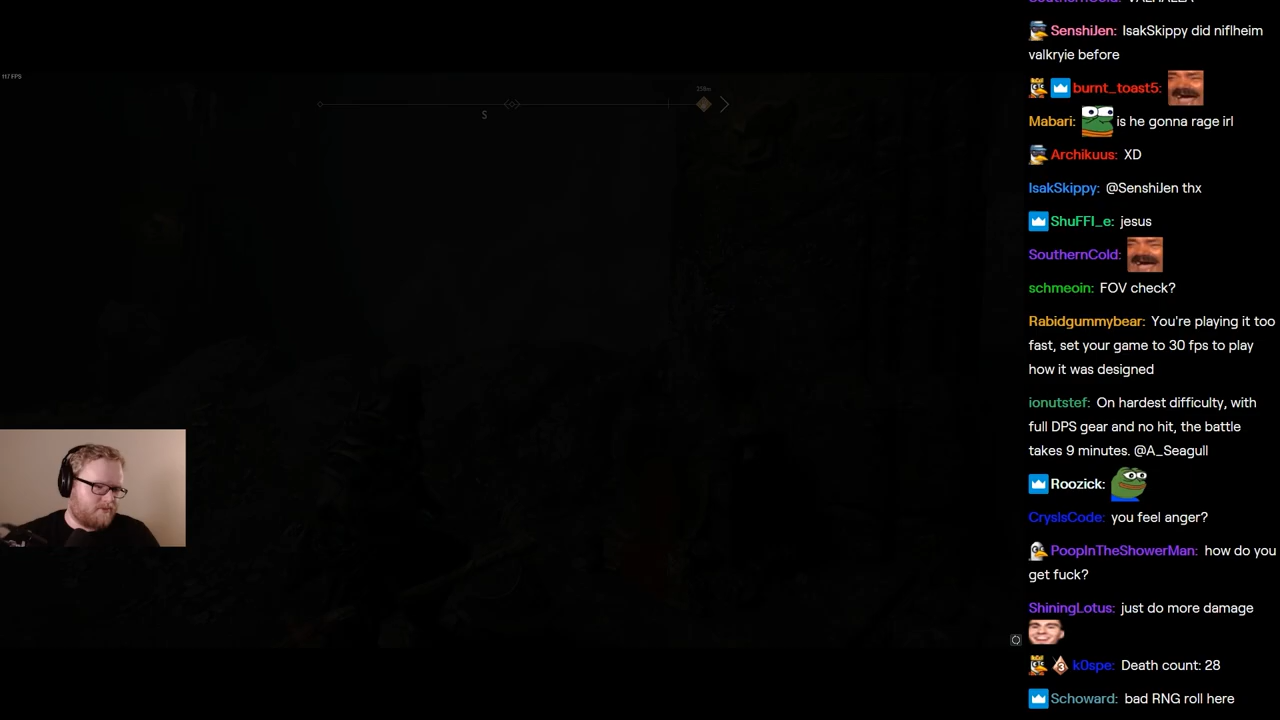 117 FPS
S
SenshiJen: IsakSkippy did niflheim
valkryie before
burnt_toast5:
Mabari: is he gonna rage irl
Archikuus: XD
IsakSkippy: @SenshiJen thx
ShuFFl_e: jesus
SouthernCold:
schmeoin: FOV check?
Rabidgummybear: You're playing it too
fast, set your game to 30 fps to play
how it was designed
ionutstef: On hardest difficulty, with
full DPS gear and no hit, the battle
takes 9 minutes. @A_Seagull
Roozick:
CrysIsCode: you feel anger?
PoopInTheShowerMan: how do you
get fuck?
ShiningLotus: just do more damage
3 k0spe: Death count: 28
Schoward: bad RNG roll here